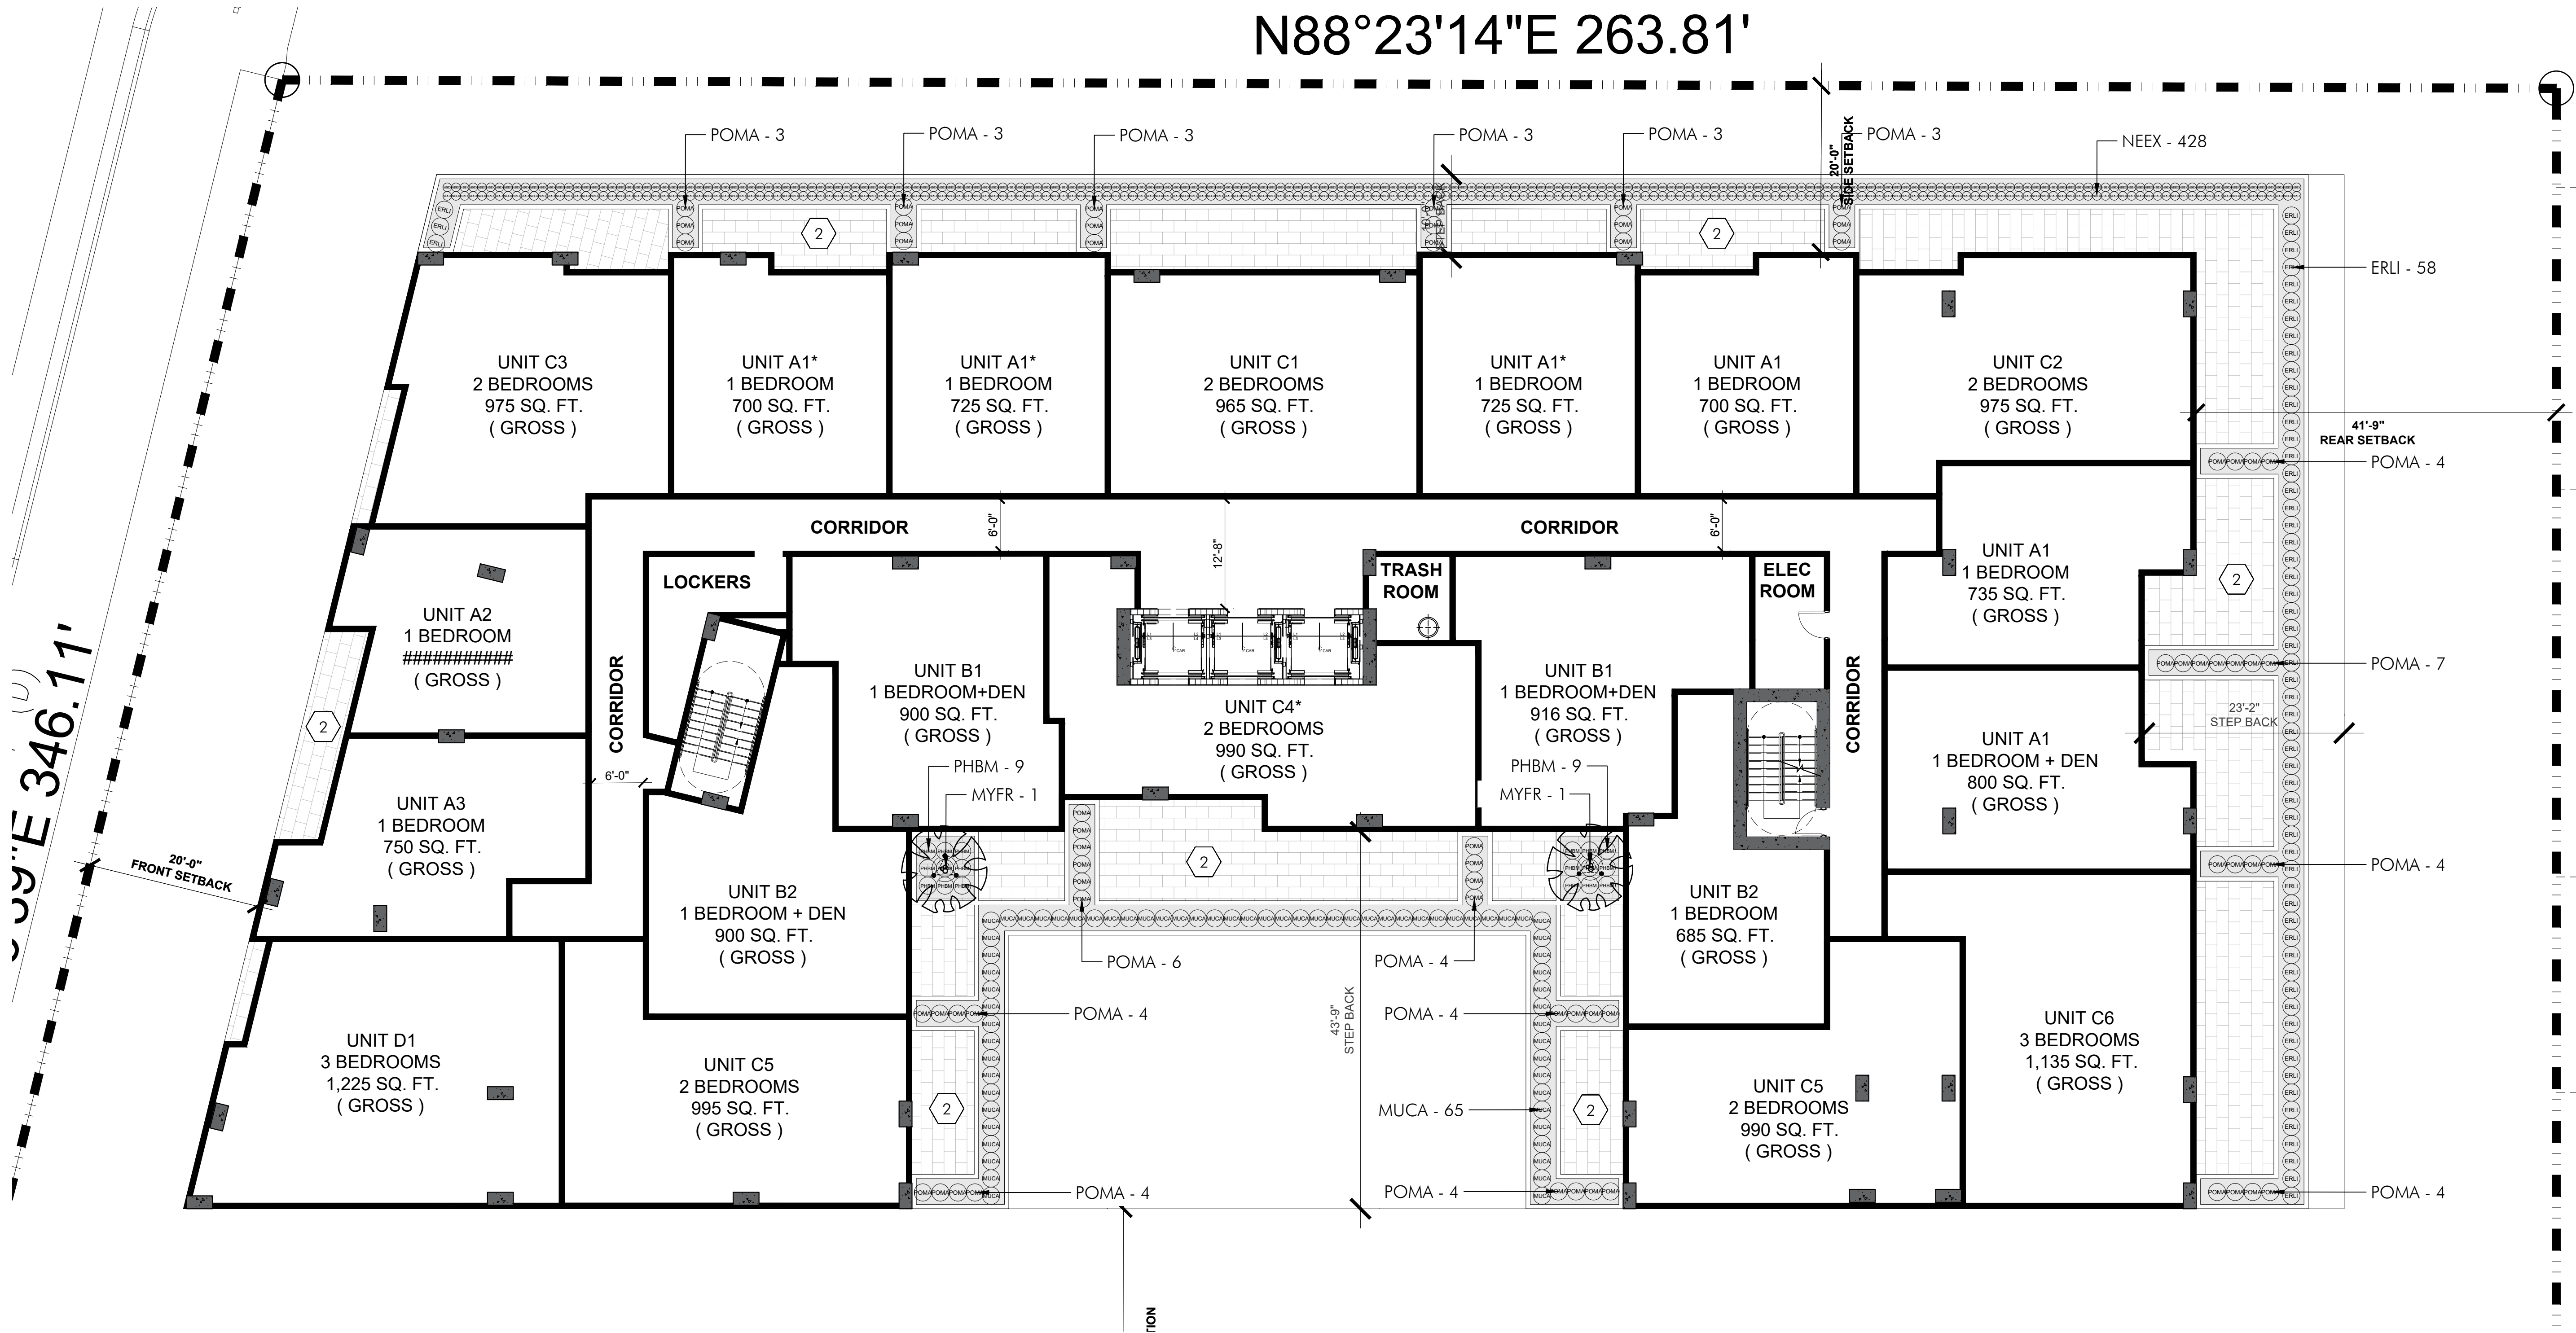 N88°23'14"E 263.81'
POMA - 3
POMA - 3
POMA - 3
POMA - 3
POMA - 3
POMA - 3
NEEX - 428
20'-0"
SIDE SETBACK
STEP BACK
2
2
ERLI - 58
UNIT C3
2 BEDROOMS
975 SQ. FT.
( GROSS )
UNIT A1*
1 BEDROOM
700 SQ. FT.
( GROSS )
UNIT A1*
1 BEDROOM
725 SQ. FT.
( GROSS )
UNIT C1
2 BEDROOMS
965 SQ. FT.
( GROSS )
UNIT A1*
1 BEDROOM
725 SQ. FT.
( GROSS )
UNIT A1
1 BEDROOM
700 SQ. FT.
( GROSS )
UNIT C2
2 BEDROOMS
975 SQ. FT.
( GROSS )
41'-9"
REAR SETBACK
POMA - 4
CORRIDOR
6'-0"
12'-8"
CORRIDOR
6'-0"
LOCKERS
TRASH
ROOM
ELEC
ROOM
UNIT A1
1 BEDROOM
735 SQ. FT.
( GROSS )
2
UNIT A2
1 BEDROOM
###########
( GROSS )
CORRIDOR
UNIT B1
1 BEDROOM+DEN
900 SQ. FT.
( GROSS )
UNIT C4*
2 BEDROOMS
990 SQ. FT.
( GROSS )
UNIT B1
1 BEDROOM+DEN
916 SQ. FT.
( GROSS )
CORRIDOR
POMA - 7
23'-2"
STEP BACK
2
6'-0"
PHBM - 9
MYFR - 1
PHBM - 9
MYFR - 1
UNIT A1
1 BEDROOM + DEN
800 SQ. FT.
( GROSS )
UNIT A3
1 BEDROOM
750 SQ. FT.
( GROSS )
20'-0"
FRONT SETBACK
39"E 346.11'
2
POMA - 4
UNIT B2
1 BEDROOM + DEN
900 SQ. FT.
( GROSS )
UNIT B2
1 BEDROOM
685 SQ. FT.
( GROSS )
POMA - 6
POMA - 4
POMA - 4
43'-9"
STEP BACK
POMA - 4
UNIT D1
3 BEDROOMS
1,225 SQ. FT.
( GROSS )
UNIT C5
2 BEDROOMS
995 SQ. FT.
( GROSS )
2
MUCA - 65
2
UNIT C5
2 BEDROOMS
990 SQ. FT.
( GROSS )
UNIT C6
3 BEDROOMS
1,135 SQ. FT.
( GROSS )
POMA - 4
POMA - 4
POMA - 4
TION